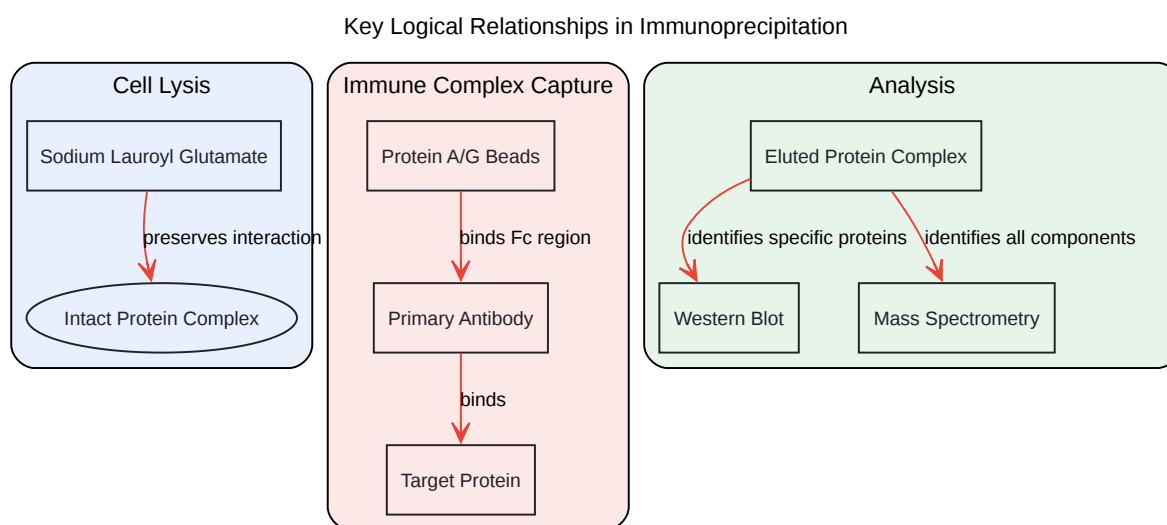 Key Logical Relationships in Immunoprecipitation
Cell Lysis
Sodium Lauroyl Glutamate
preserves interaction
Intact Protein Complex
Immune Complex Capture
Protein A/G Beads
binds Fc region
Primary Antibody
binds
Target Protein
Analysis
Eluted Protein Complex
identifies specific proteins
identifies all components
Western Blot
Mass Spectrometry